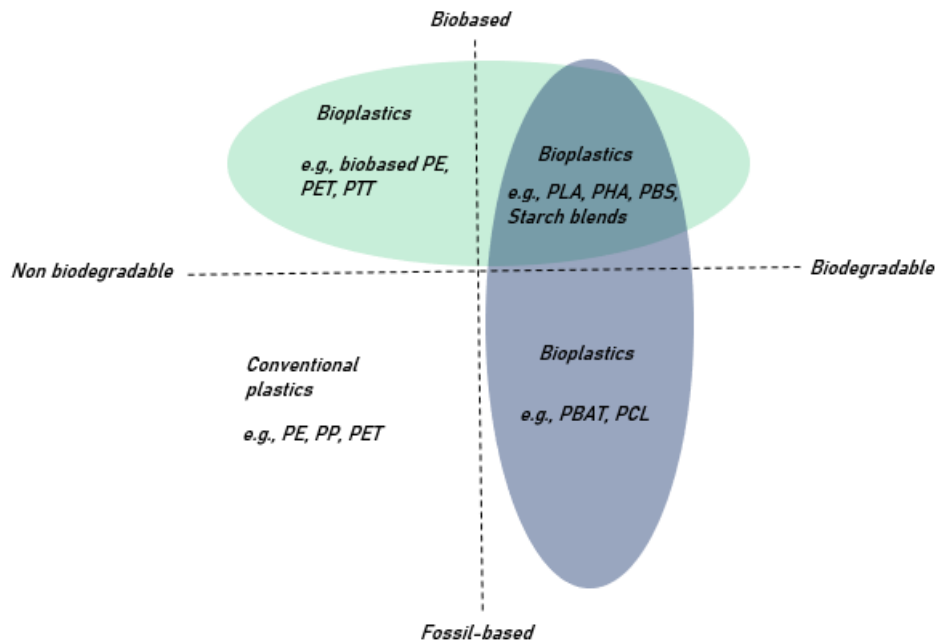 Biobased
Bioplastics
e.g., biobased PE,
PET, PTT
Bioplastics
e.g., PLA, PHA, PBS,
Starch blends
Non biodegradable
Biodegradable
Conventional
plastics
e.g., PE, PP, PET
Bioplastics
e.g., PBAT, PCL
Fossil-based